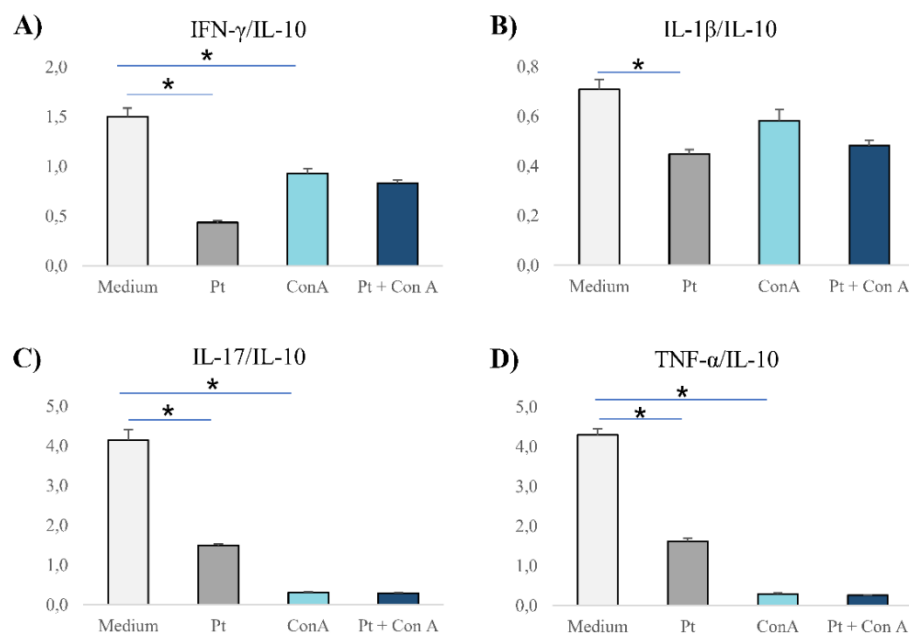 A)
IFN-γ/IL-10
*
*
2,0
1,5
1,0
0,5
0,0
Medium Pt ConA Pt + Con A
B)
IL-1β/IL-10
*
0,8
0,6
0,4
0,2
0,0
Medium Pt ConA Pt + Con A
C)
IL-17/IL-10
*
*
5,0
4,0
3,0
2,0
1,0
0,0
Medium Pt ConA Pt + Con A
D)
TNF-α/IL-10
*
*
5,0
4,0
3,0
2,0
1,0
0,0
Medium Pt ConA Pt + Con A